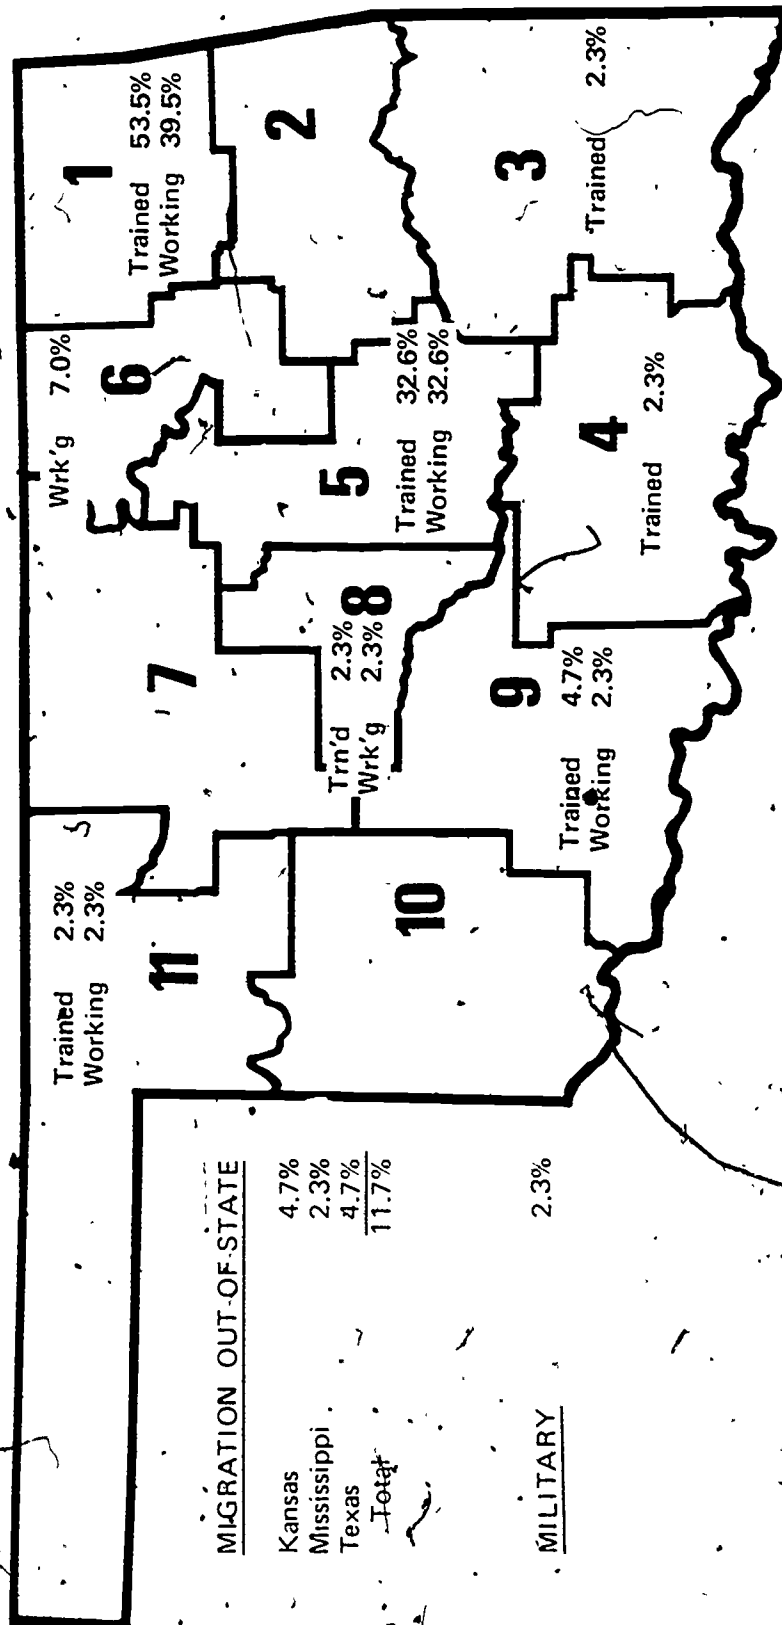 1
Trained 53.5%
Working 39.5%
2
3
Trained 2.3%
Wrk'g 7.0%
6
5
Trained 32.6%
Working 32.6%
4
Trained 2.3%
7
8
Trn'd 2.3%
Wrk'g 2.3%
9
Trained 4.7%
Working 2.3%
Trained 2.3%
Working 2.3%
11
10
MIGRATION OUT-OF-STATE
Kansas 4.7%
Mississippi 2.3%
Texas 4.7%
Total 11.7%
MILITARY 2.3%